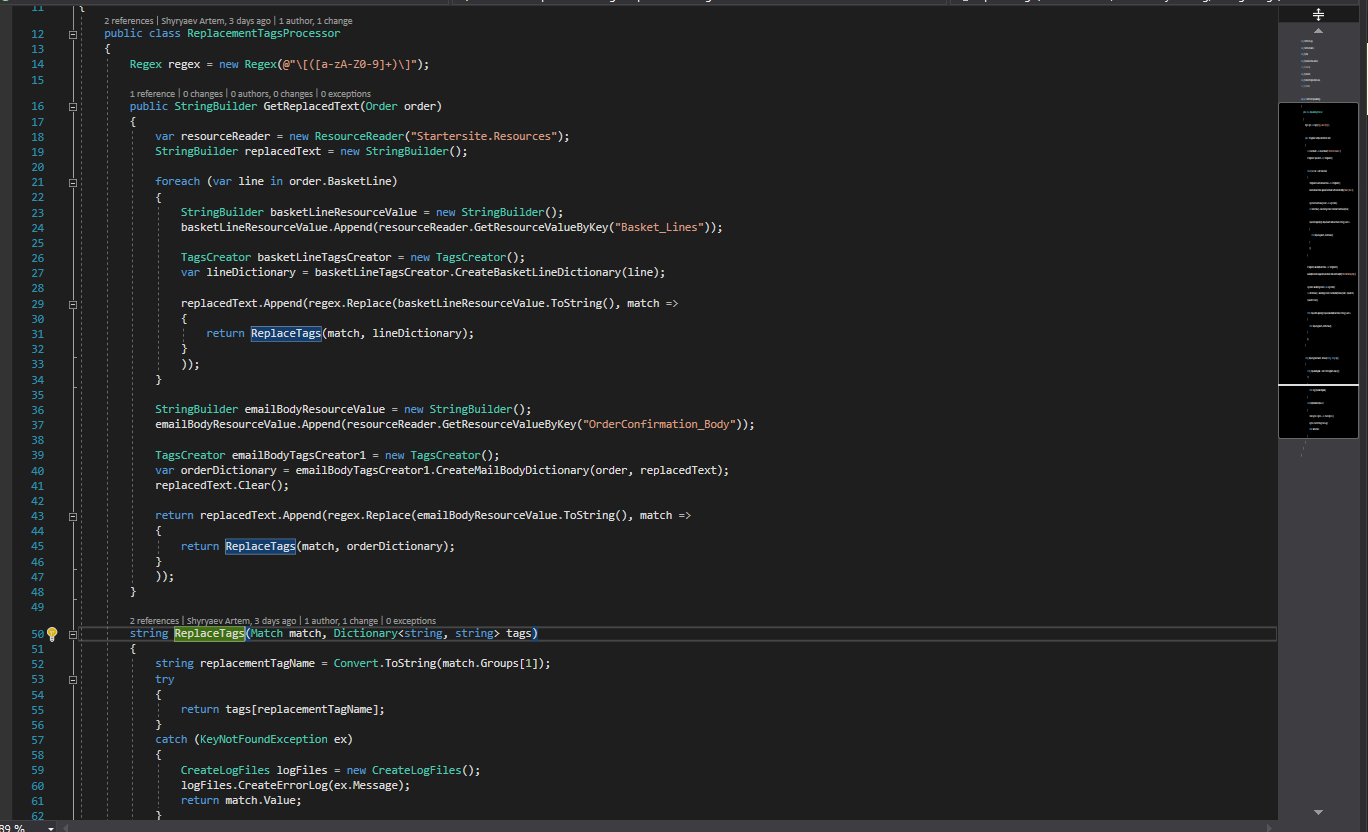 11 {
2 references | Shyryaev Artem, 3 days ago | 1 author, 1 change
12 public class ReplacementTagsProcessor
13 {
14 Regex regex = new Regex(@"\[([a-zA-Z0-9]+)\]");
15
1 reference | 0 changes | 0 authors, 0 changes | 0 exceptions
16 public StringBuilder GetReplacedText(Order order)
17 {
18 var resourceReader = new ResourceReader("Startersite.Resources");
19 StringBuilder replacedText = new StringBuilder();
20
21 foreach (var line in order.BasketLine)
22 {
23 StringBuilder basketLineResourceValue = new StringBuilder();
24 basketLineResourceValue.Append(resourceReader.GetResourceValueByKey("Basket_Lines"));
25
26 TagsCreator basketLineTagsCreator = new TagsCreator();
27 var lineDictionary = basketLineTagsCreator.CreateBasketLineDictionary(line);
28
29 replacedText.Append(regex.Replace(basketLineResourceValue.ToString(), match =>
30 {
31 return ReplaceTags(match, lineDictionary);
32 }
33 ));
34 }
35
36 StringBuilder emailBodyResourceValue = new StringBuilder();
37 emailBodyResourceValue.Append(resourceReader.GetResourceValueByKey("OrderConfirmation_Body"));
38
39 TagsCreator emailBodyTagsCreator1 = new TagsCreator();
40 var orderDictionary = emailBodyTagsCreator1.CreateMailBodyDictionary(order, replacedText);
41 replacedText.Clear();
42
43 return replacedText.Append(regex.Replace(emailBodyResourceValue.ToString(), match =>
44 {
45 return ReplaceTags(match, orderDictionary);
46 }
47 ));
48 }
49
2 references | Shyryaev Artem, 3 days ago | 1 author, 1 change | 0 exceptions
50 string ReplaceTags(Match match, Dictionary<string, string> tags)
51 {
52 string replacementTagName = Convert.ToString(match.Groups[1]);
53 try
54 {
55 return tags[replacementTagName];
56 }
57 catch (KeyNotFoundException ex)
58 {
59 CreateLogFiles logFiles = new CreateLogFiles();
60 logFiles.CreateErrorLog(ex.Message);
61 return match.Value;
62 }
89 %